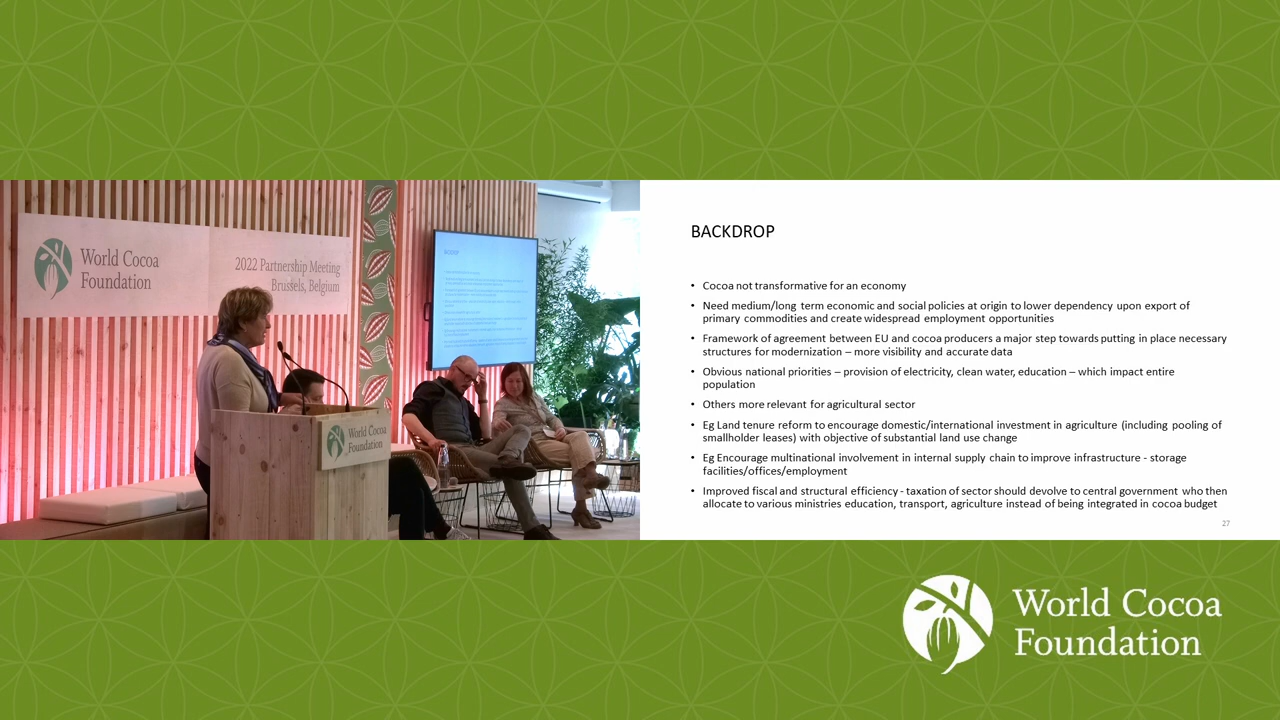 World Cocoa
Foundation
2022 Partnership Meeting
Brussels, Belgium
World Cocoa
Foundation
BACKDROP
• Cocoa not transformative for an economy
• Need medium/long term economic and social policies at origin to lower dependency upon export of
primary commodities and create widespread employment opportunities
• Framework of agreement between EU and cocoa producers a major step towards putting in place necessary
structures for modernization – more visibility and accurate data
• Obvious national priorities – provision of electricity, clean water, education – which impact entire
population
• Others more relevant for agricultural sector
• Eg Land tenure reform to encourage domestic/international investment in agriculture (including pooling of
smallholder leases) with objective of substantial land use change
• Eg Encourage multinational involvement in internal supply chain to improve infrastructure - storage
facilities/offices/employment
• Improved fiscal and structural efficiency - taxation of sector should devolve to central government who then
allocate to various ministries education, transport, agriculture instead of being integrated in cocoa budget
27
World Cocoa
Foundation